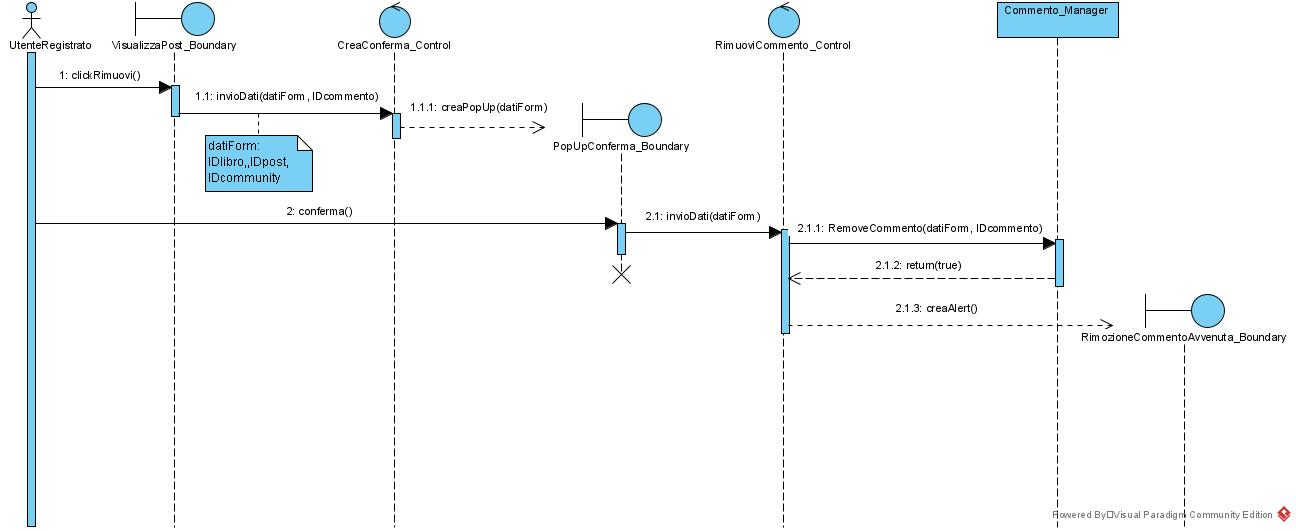 Commento_Manager
UtenteRegistrato
VisualizzaPost_Boundary
CreaConferma_Control
RimuoviCommento_Control
1: clickRimuovi()
1.1: invioDati(datiForm, IDcommento)
1.1.1: creaPopUp(datiForm)
datiForm:
IDlibro,,IDpost,
IDcommunity
PopUpConferma_Boundary
2: conferma()
2.1: invioDati(datiForm)
2.1.1: RemoveCommento(datiForm, IDcommento)
2.1.2: return(true)
2.1.3: creaAlert()
RimozioneCommentoAvvenuta_Boundary
Powered By Visual Paradigm Community Edition